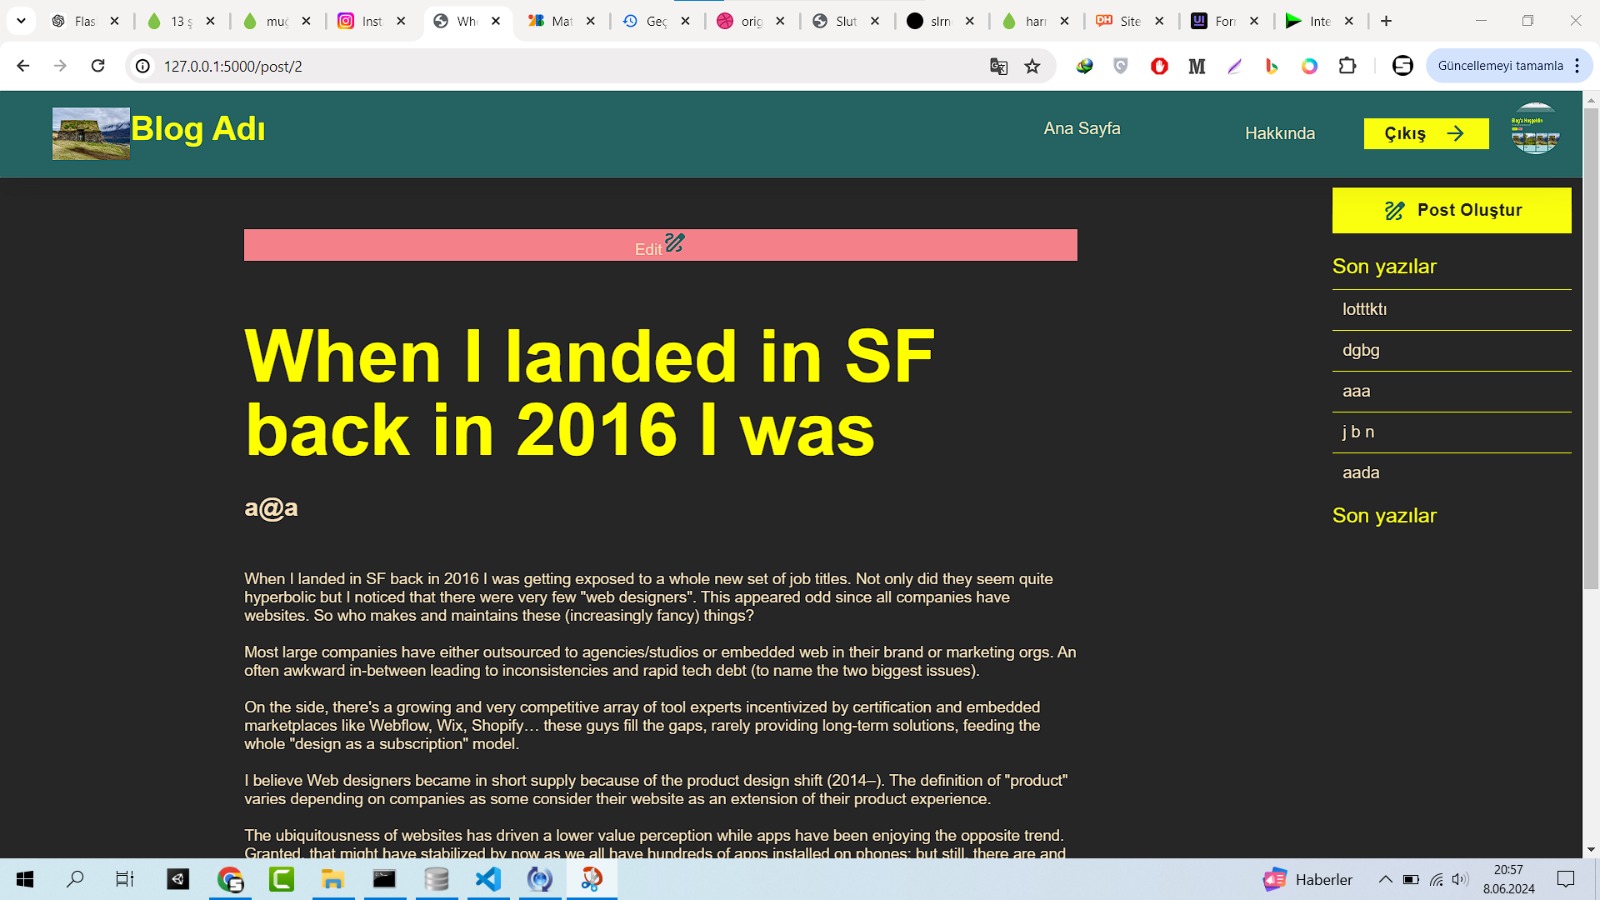 Flas
13 ş
muç
Inst
Whe
Mat
Geç
orig
Slut
slrn
harr
Site
Forr
Inte
127.0.0.1:5000/post/2
Güncellemeyi tamamla
Blog Adı
Ana Sayfa
Hakkında
Çıkış
Post Oluştur
Edit
Son yazılar
lotttktı
dgbg
aaa
j b n
aada
Son yazılar
When I landed in SF
back in 2016 I was
a@a
When I landed in SF back in 2016 I was getting exposed to a whole new set of job titles. Not only did they seem quite
hyperbolic but I noticed that there were very few "web designers". This appeared odd since all companies have
websites. So who makes and maintains these (increasingly fancy) things?
Most large companies have either outsourced to agencies/studios or embedded web in their brand or marketing orgs. An
often awkward in-between leading to inconsistencies and rapid tech debt (to name the two biggest issues).
On the side, there's a growing and very competitive array of tool experts incentivized by certification and embedded
marketplaces like Webflow, Wix, Shopify… these guys fill the gaps, rarely providing long-term solutions, feeding the
whole "design as a subscription" model.
I believe Web designers became in short supply because of the product design shift (2014–). The definition of "product"
varies depending on companies as some consider their website as an extension of their product experience.
The ubiquitousness of websites has driven a lower value perception while apps have been enjoying the opposite trend.
Granted, that might have stabilized by now as we all have hundreds of apps installed on phones; but still, there are and
Haberler
20:57
8.06.2024